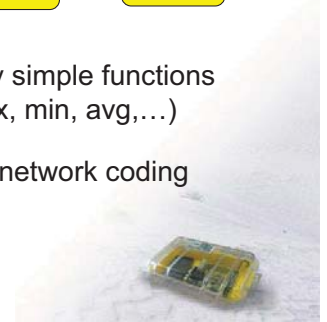 simple functions
min, avg,…)
network coding